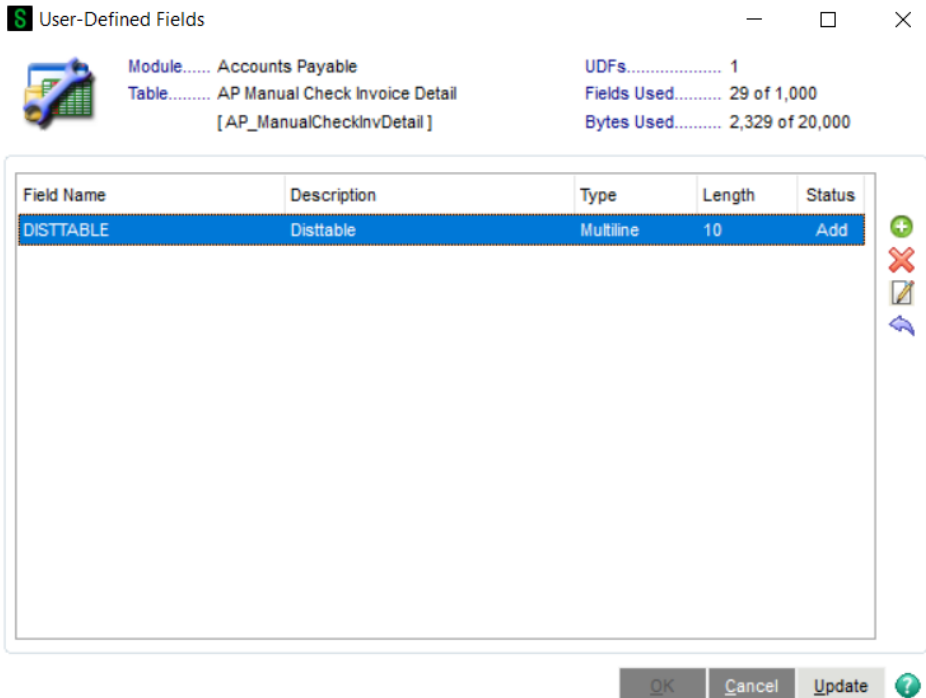 S User-Defined Fields
Module...... Accounts Payable UDFs.................... 1
Table......... AP Manual Check Invoice Detail Fields Used.......... 29 of 1,000
[AP_ManualCheckInvDetail] Bytes Used.......... 2,329 of 20,000
Field Name Description Type Length Status
DISTTABLE Disttable Multiline 10 Add
OK Cancel Update ?